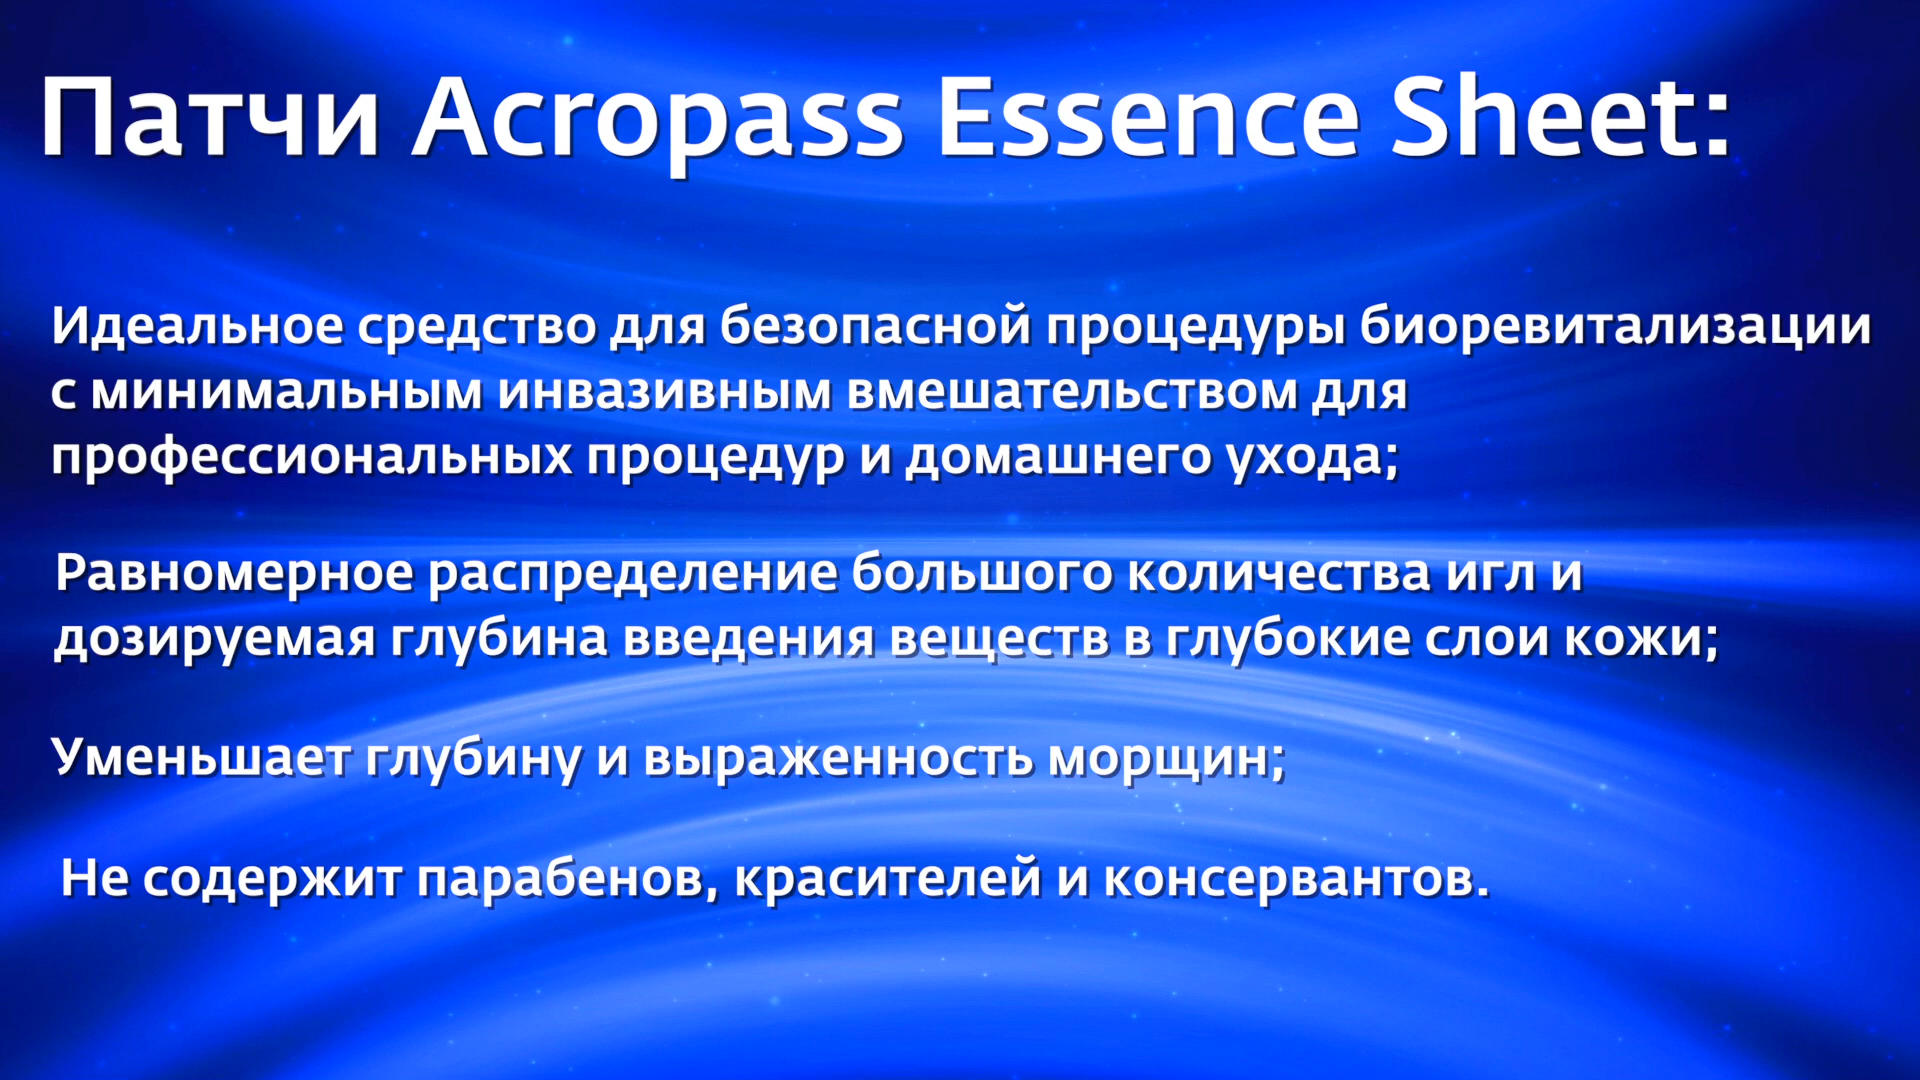 Патчи Acropass Essence Sheet:
Идеальное средство для безопасной процедуры биоревитализации
с минимальным инвазивным вмешательством для
профессиональных процедур и домашнего ухода;
Равномерное распределение большого количества игл и
дозируемая глубина введения веществ в глубокие слои кожи;
Уменьшает глубину и выраженность морщин;
Не содержит парабенов, красителей и консервантов.